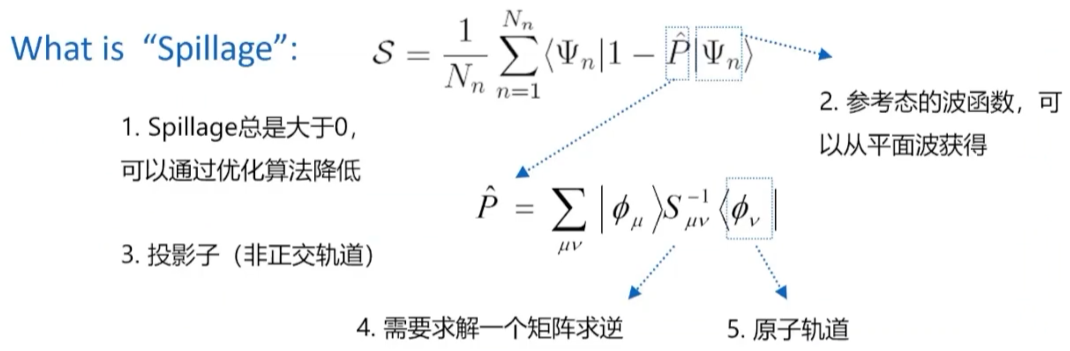 What is “Spillage”:
$\mathcal{S} = \frac{1}{N_n} \sum_{n=1}^{N_n} \langle \Psi_n | 1 - \hat{P} | \Psi_n \rangle$
1. Spillage总是大于0,
可以通过优化算法降低
2. 参考态的波函数，可
以从平面波获得
$\hat{P} = \sum_{\mu\nu} | \phi_\mu \rangle S_{\mu\nu}^{-1} \langle \phi_\nu |$
3. 投影子（非正交轨道）
4. 需要求解一个矩阵求逆
5. 原子轨道